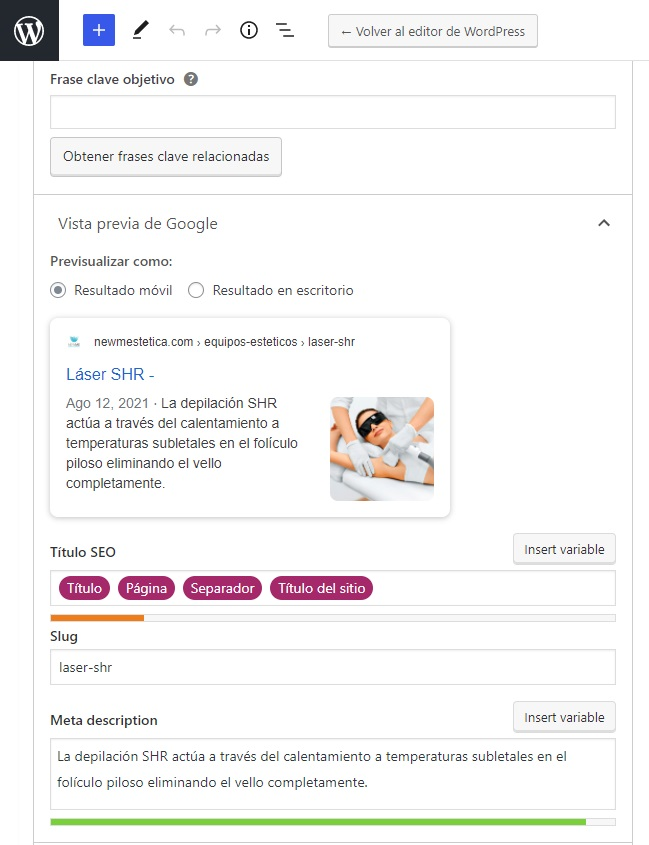 ← Volver al editor de WordPress
Frase clave objetivo ?
Obtener frases clave relacionadas
Vista previa de Google
Previsualizar como:
Resultado móvil Resultado en escritorio
newmestetica.com › equipos-esteticos › laser-shr
Láser SHR -
Ago 12, 2021 · La depilación SHR
actúa a través del calentamiento a
temperaturas subletales en el folículo
piloso eliminando el vello
completamente.
Título SEO Insert variable
Título Página Separador Título del sitio
Slug
laser-shr
Meta description Insert variable
La depilación SHR actúa a través del calentamiento a temperaturas subletales en el
folículo piloso eliminando el vello completamente.